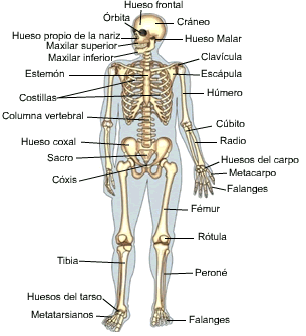 Hueso frontal
Órbita
Cráneo
Hueso propio de la nariz
Hueso Malar
Maxilar superior
Maxilar inferior
Clavícula
Esternón
Escápula
Costillas
Húmero
Columna vertebral
Cúbito
Hueso coxal
Radio
Sacro
Huesos del carpo
Cóxis
Metacarpo
Falanges
Fémur
Rótula
Tibia
Peroné
Huesos del tarso
Metatarsianos
Falanges